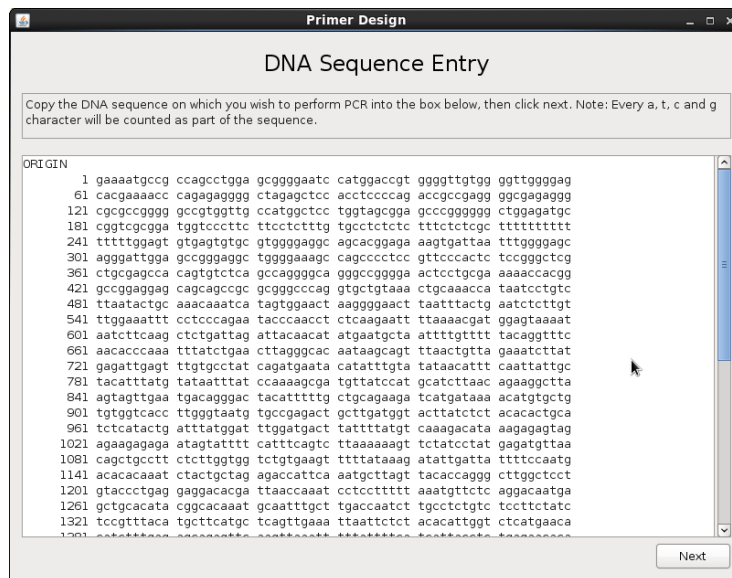 Primer Design
DNA Sequence Entry
Copy the DNA sequence on which you wish to perform PCR into the box below, then click next. Note: Every a, t, c and g
character will be counted as part of the sequence.
ORIGIN
1 gaaaatgccg ccagcctgga gcggggaatc catggaccgt ggggttgtgg ggttggggag
61 cacgaaaacc cagagagggg ctagagctcc acctccccag accgccgagg ggcgagaggg
121 cgcgccgggg gccgtggttg ccatggctcc tggtagcgga gcccgggggg ctggagatgc
181 cggtcgcgga tggtcccttc ttcctctttg tgcctctctc tttctctcgc tttttttttt
241 tttttggagt gtgagtgtgc gtggggaggc agcacggaga aagtgattaa tttggggagc
301 agggattgga gccgggaggc tggggaaagc cagcccctcc gttcccactc tccgggctcg
361 ctgcgagcca cagtgtctca gccaggggca gggccgggga actcctgcga aaaaccacgg
421 gccggaggag cagcagccgc gcgggcccag gtgctgtaaa ctgcaaacca taatcctgtc
481 ttaatactgc aaacaaatca tagtggaact aaggggaact taatttactg aatctcttgt
541 ttggaaattt cctcccagaa tacccaacct ctcaagaatt ttaaaacgat ggagtaaaat
601 aatcttcaag ctctgattag attacaacat atgaatgcta attttgtttt tacaggtttc
661 aacacccaaa tttatctgaa cttagggcac aataagcagt ttaactgtta gaaatcttat
721 gagattgagt ttgtgcctat cagatgaata catatttgta tataacattt caattattgc
781 tacatttatg tataatttat ccaaaagcga tgttatccat gcatcttaac agaaggctta
841 agtagttgaa tgacagggac tacatttttg ctgcagaaga tcatgataaa acatgtgctg
901 tgtggtcacc ttgggtaatg tgccgagact gcttgatggt acttatctct acacactgca
961 tctcatactg atttatggat ttggatgact tattttatgt caaagacata aagagagtag
1021 agaagagaga atagtatttt catttcagtc ttaaaaaagt tctatcctat gagatgttaa
1081 cagctgcctt ctcttggtgg tctgtgaagt ttttataaag atattgatta ttttccaatg
1141 acacacaaat ctactgctag agaccattca aatgcttagt tacaccaggg cttggctcct
1201 gtaccctgag gaggacacga ttaaccaaat cctccttttt aaatgttctc aggacaatga
1261 gctgcacata cggcacaaat gcaatttgct tgaccaatct tgcctctgtc tccttctatc
1321 tccgtttaca tgcttcatgc tcagttgaaa ttaattctct acacattggt ctcatgaaca
Next